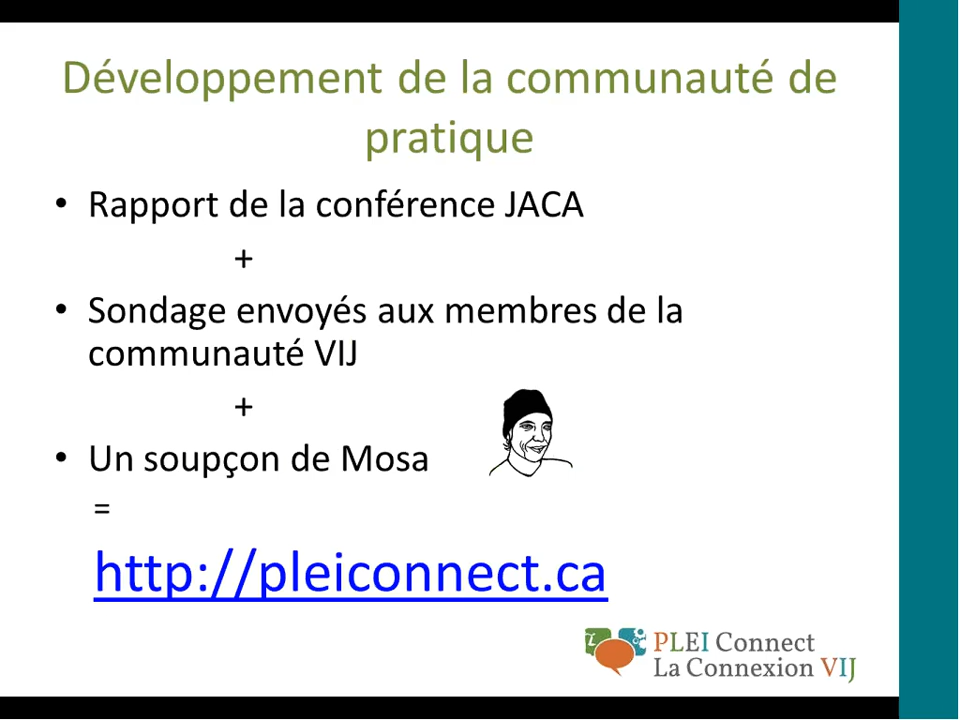 Développement de la communauté de
pratique
• Rapport de la conférence JACA
+
• Sondage envoyés aux membres de la
communauté VIJ
+
• Un soupçon de Mosa
=
http://pleiconnect.ca
PLEI Connect
La Connexion VIJ